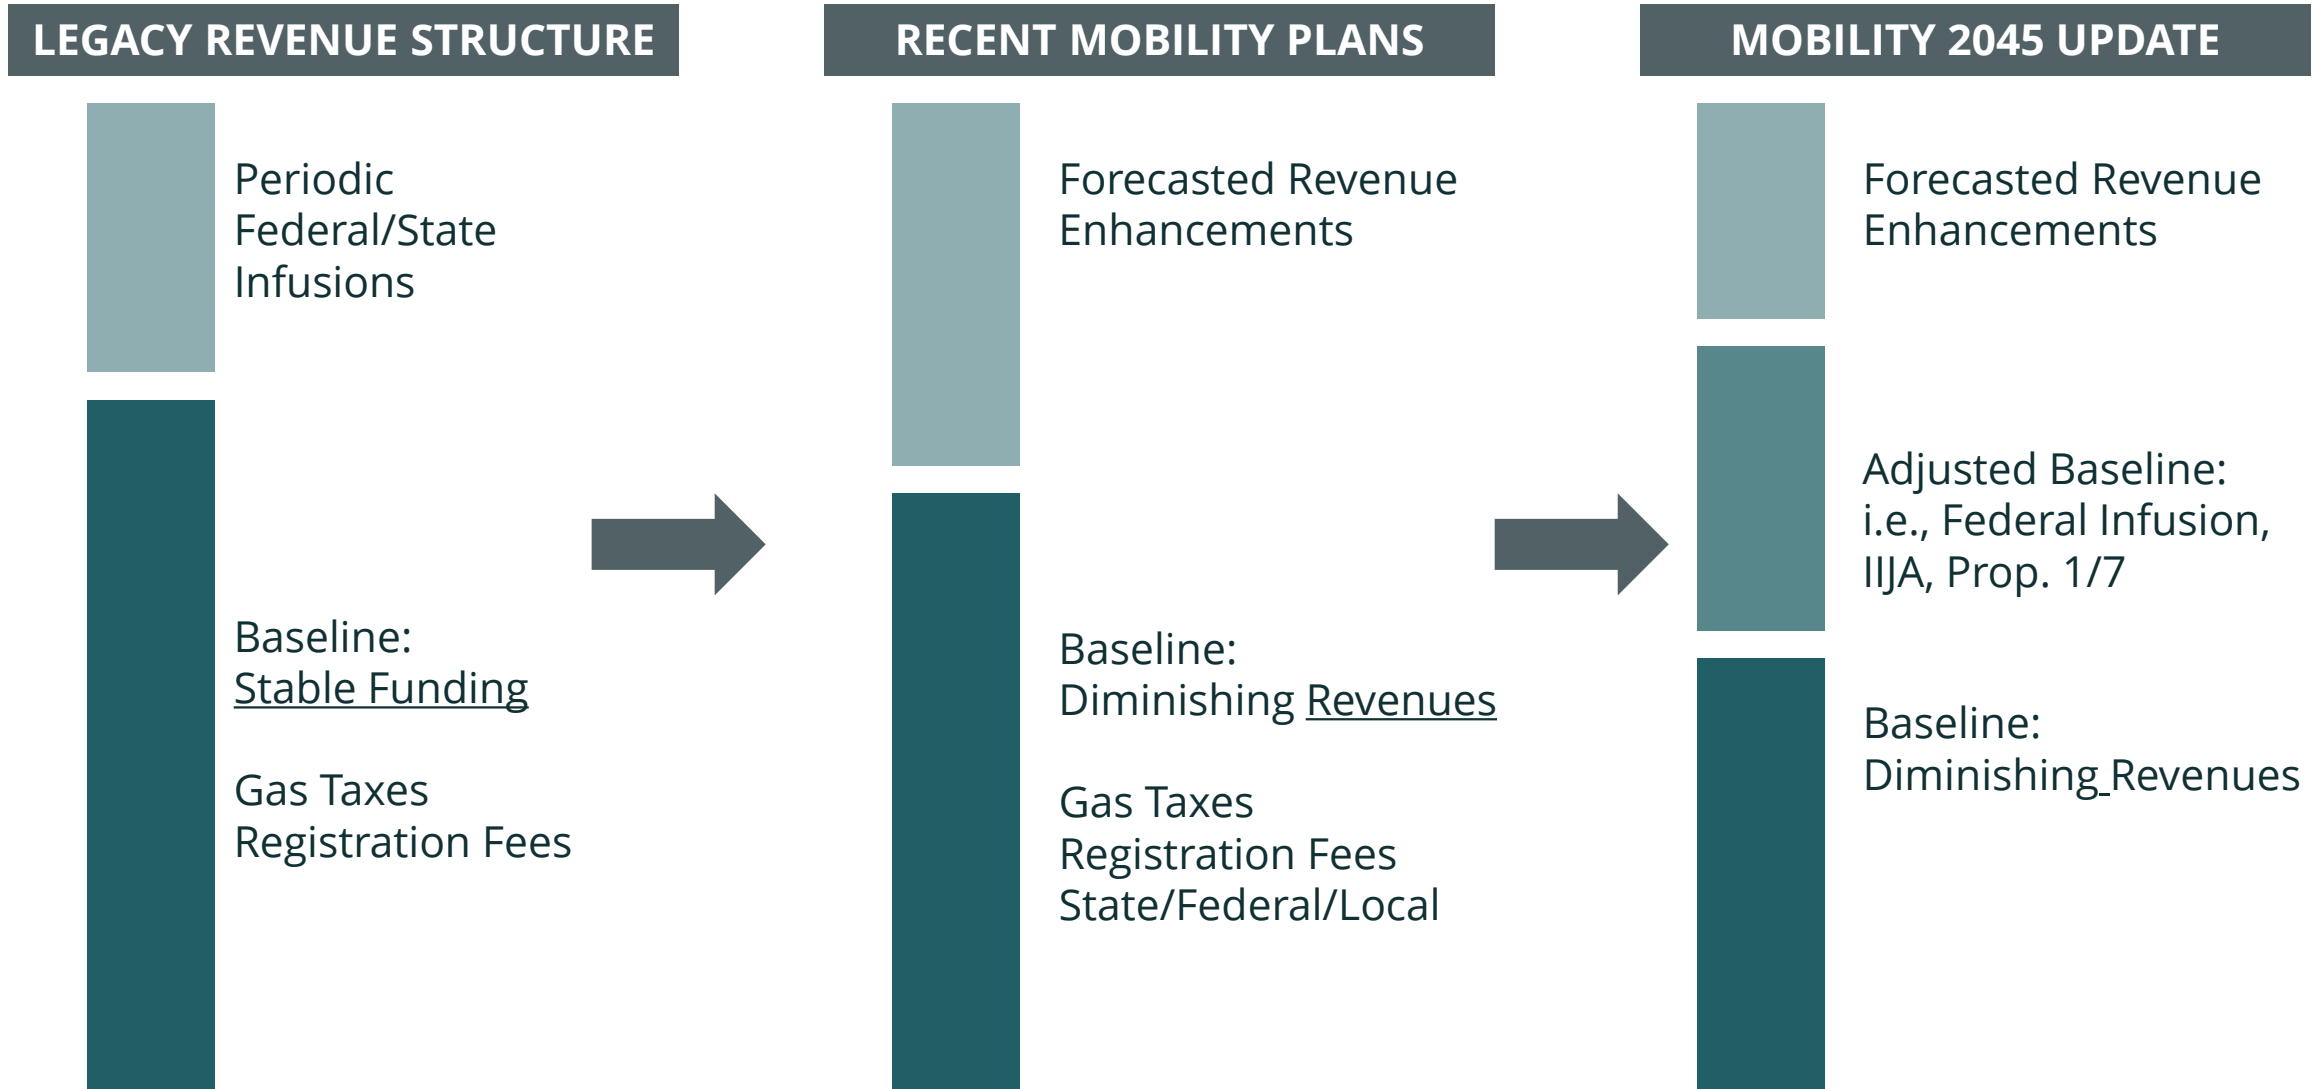 LEGACY REVENUE STRUCTURE
Periodic
Federal/State
Infusions
Baseline:
Stable Funding
Gas Taxes
Registration Fees
RECENT MOBILITY PLANS
Forecasted Revenue
Enhancements
Baseline:
Diminishing Revenues
Gas Taxes
Registration Fees
State/Federal/Local
MOBILITY 2045 UPDATE
Forecasted Revenue
Enhancements
Adjusted Baseline:
i.e., Federal Infusion,
IIJA, Prop. 1/7
Baseline:
Diminishing Revenues